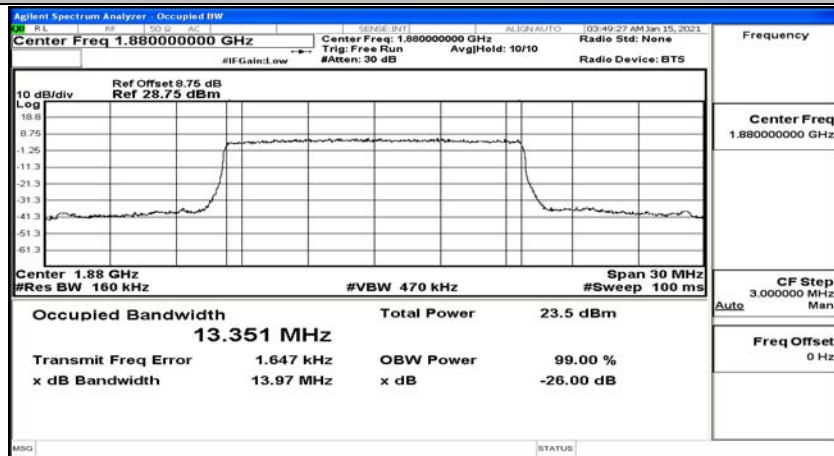 Agilent Spectrum Analyzer - Occupied BW
RL RF 50 Ω AC SENSE:INT ALIGN AUTO 03:49:27 AM Jan 15, 2021
Center Freq 1.880000000 GHz Center Freq: 1.880000000 GHz Radio Std: None Frequency
Trig: Free Run Avg|Hold: 10/10
#IFGain:Low #Atten: 30 dB Radio Device: BTS
Ref Offset 8.75 dB
10 dB/div Ref 28.75 dBm
Log
18.8
8.75
-1.25
-11.3
-21.3
-31.3
-41.3
-51.3
-61.3
Center Freq
1.880000000 GHz
Center 1.88 GHz Span 30 MHz
#Res BW 160 kHz #VBW 470 kHz #Sweep 100 ms
CF Step
3.000000 MHz
Auto Man
Occupied Bandwidth Total Power 23.5 dBm
13.351 MHz
Transmit Freq Error 1.647 kHz OBW Power 99.00 %
x dB Bandwidth 13.97 MHz x dB -26.00 dB
Freq Offset
0 Hz
MSG STATUS